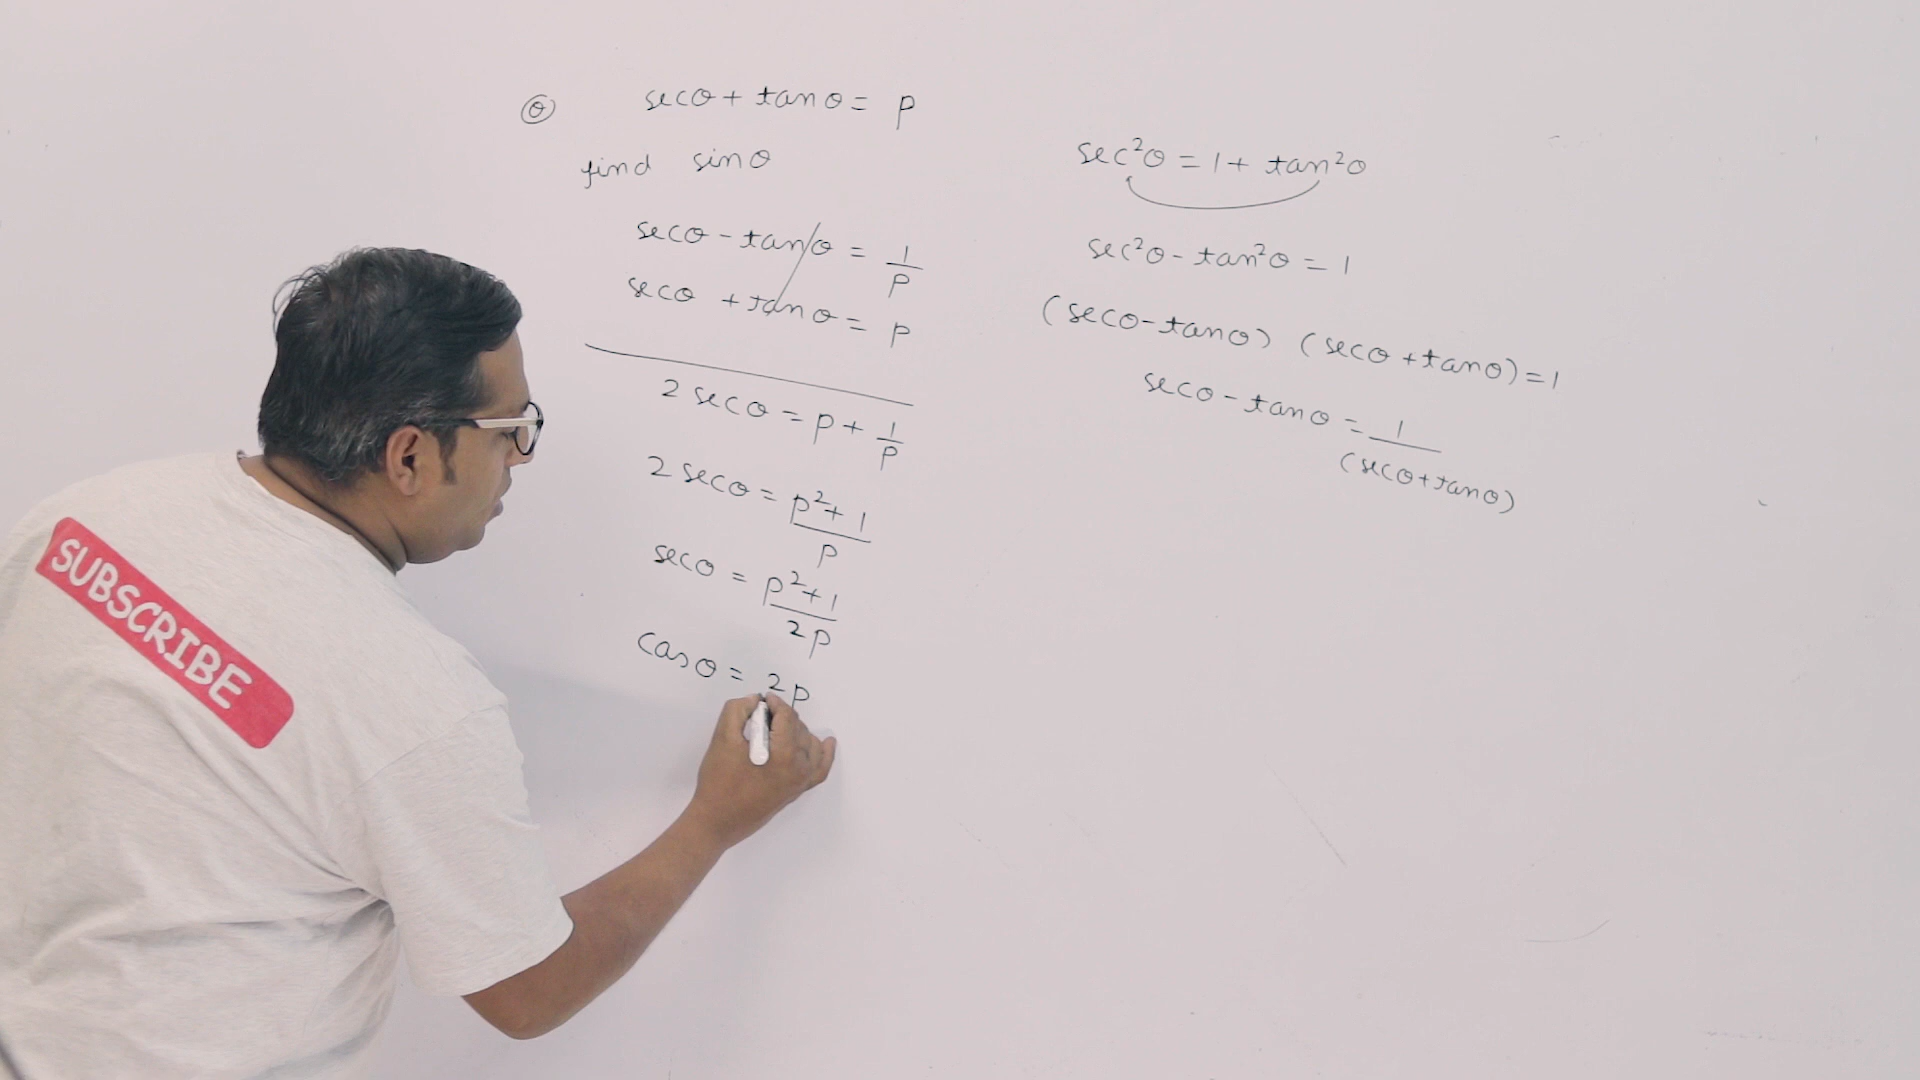 Ⓠ secθ + tanθ = p
find sinθ
secθ - tanθ = 1/p
secθ + tanθ = p
2 secθ = p + 1/p
2 secθ = p²+1/p
secθ = p²+1/2p
cosθ = 2p
sec²θ = 1 + tan²θ
sec²θ - tan²θ = 1
(secθ - tanθ) (secθ + tanθ) = 1
secθ - tanθ = 1/(secθ + tanθ)
SUBSCRIBE